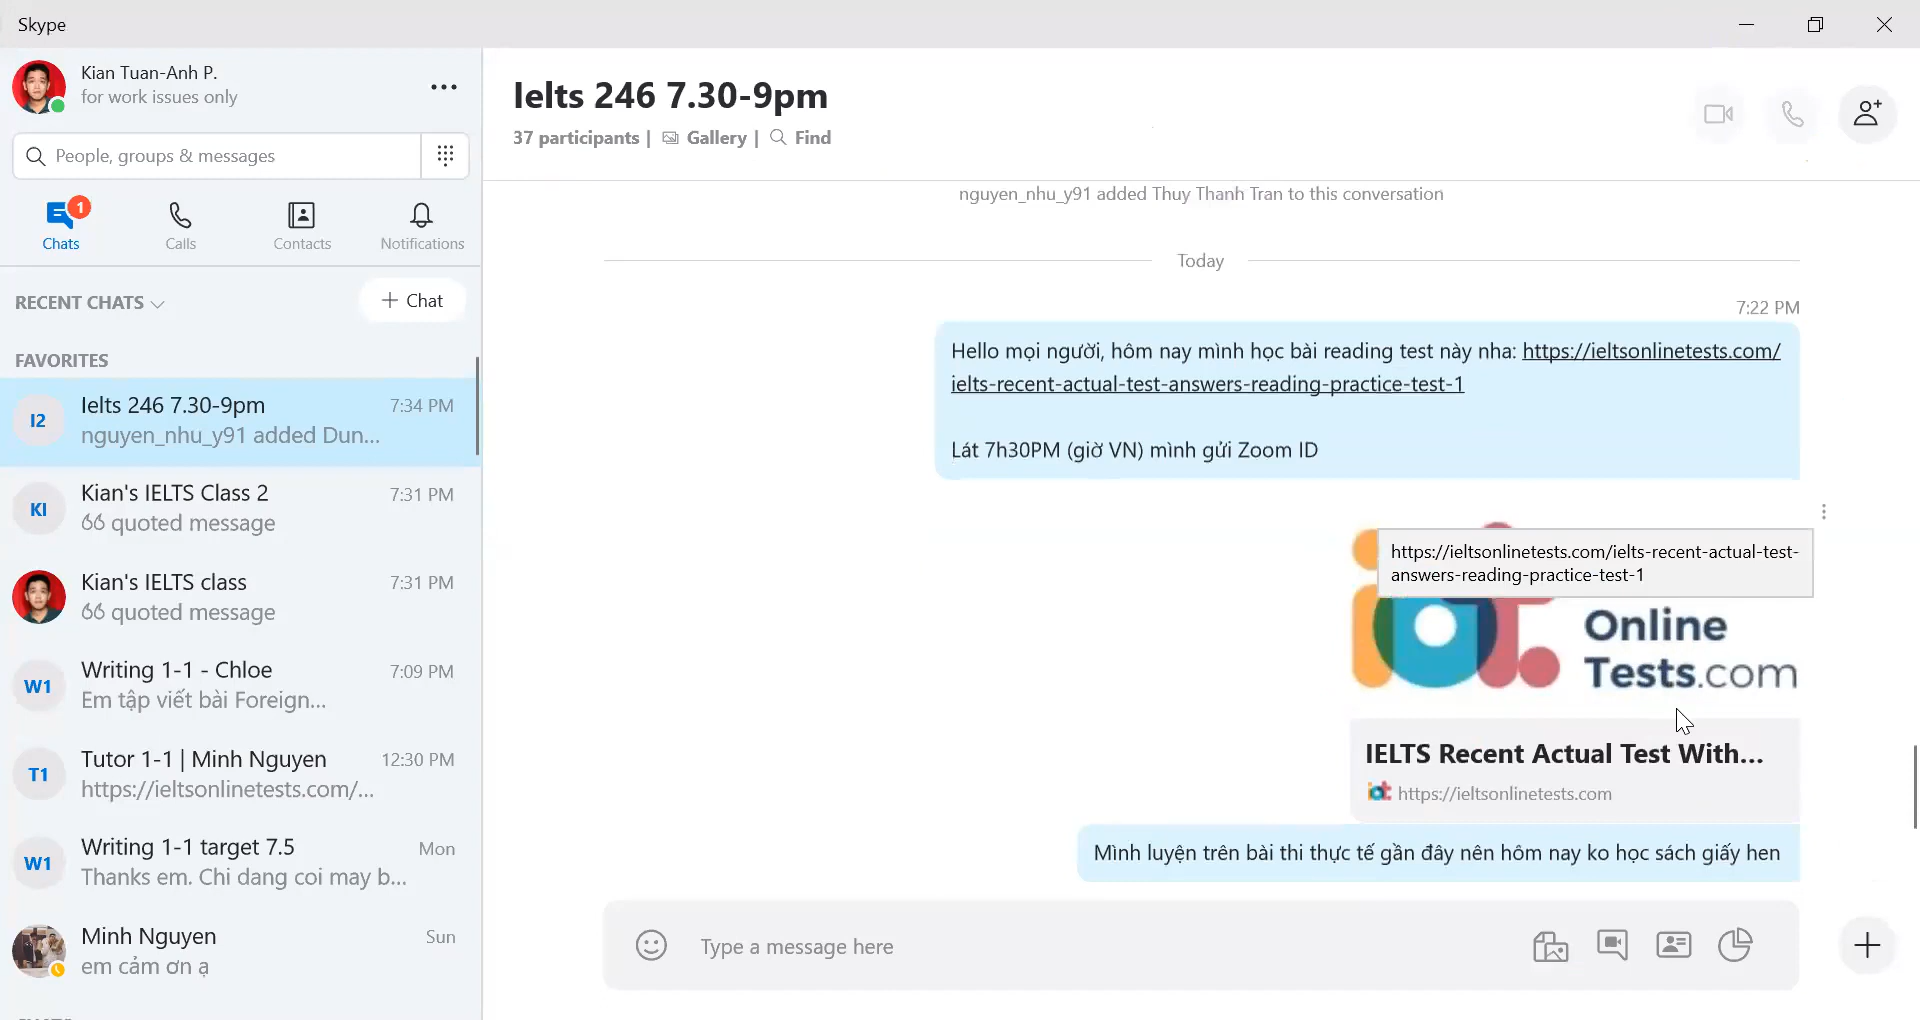 Skype
Kian Tuan-Anh P.
for work issues only
People, groups & messages
1
Chats
Calls
Contacts
Notifications
RECENT CHATS
+ Chat
FAVORITES
I2
Ielts 246 7.30-9pm
7:34 PM
nguyen_nhu_y91 added Dun...
KI
Kian's IELTS Class 2
7:31 PM
quoted message
Kian's IELTS class
7:31 PM
quoted message
W1
Writing 1-1 - Chloe
7:09 PM
Em tập viết bài Foreign...
T1
Tutor 1-1 | Minh Nguyen
12:30 PM
https://ieltsonlinetests.com/...
W1
Writing 1-1 target 7.5
Mon
Thanks em. Chi dang coi may b...
Minh Nguyen
Sun
em cảm ơn ạ
Ielts 246 7.30-9pm
37 participants | Gallery | Find
nguyen_nhu_y91 added Thuy Thanh Tran to this conversation
Today
7:22 PM
Hello mọi người, hôm nay mình học bài reading test này nha: https://ieltsonlinetests.com/
ielts-recent-actual-test-answers-reading-practice-test-1
Lát 7h30PM (giờ VN) mình gửi Zoom ID
https://ieltsonlinetests.com/ielts-recent-actual-test-
answers-reading-practice-test-1
Online
Tests.com
IELTS Recent Actual Test With...
https://ieltsonlinetests.com
Mình luyện trên bài thi thực tế gần đây nên hôm nay ko học sách giấy hen
Type a message here